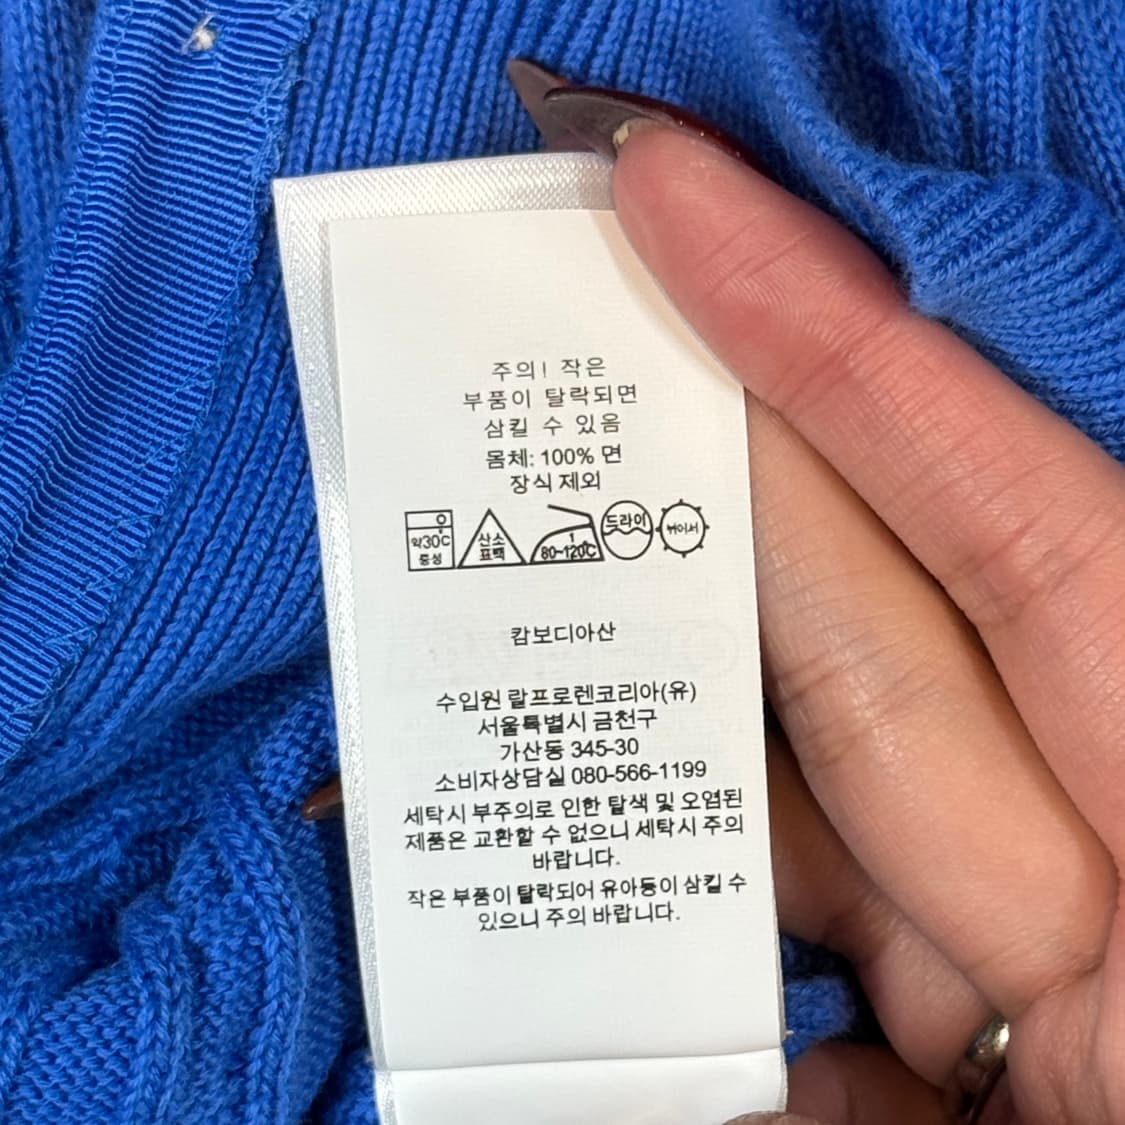 주의! 작은
부품이 탈락되면
삼킬 수 있음
몸체: 100% 면
장식 제외
약30℃ 중성 산소 표백 1 80~120℃ 드라이 뉘어서
캄보디아산
수입원 랄프로렌코리아(유)
서울특별시 금천구
가산동 345-30
소비자상담실 080-566-1199
세탁시 부주의로 인한 탈색 및 오염된
제품은 교환할 수 없으니 세탁시 주의
바랍니다.
작은 부품이 탈락되어 유아등이 삼킬 수
있으니 주의 바랍니다.